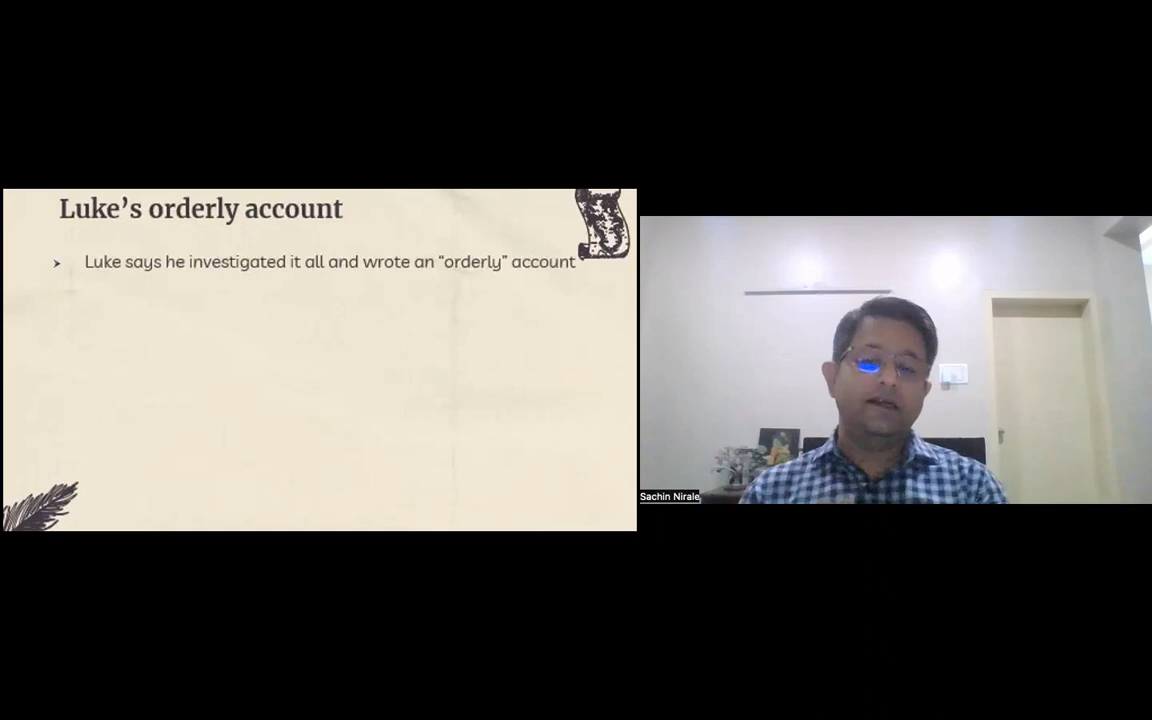 Luke’s orderly account
➤ Luke says he investigated it all and wrote an “orderly” account
Sachin Nirale